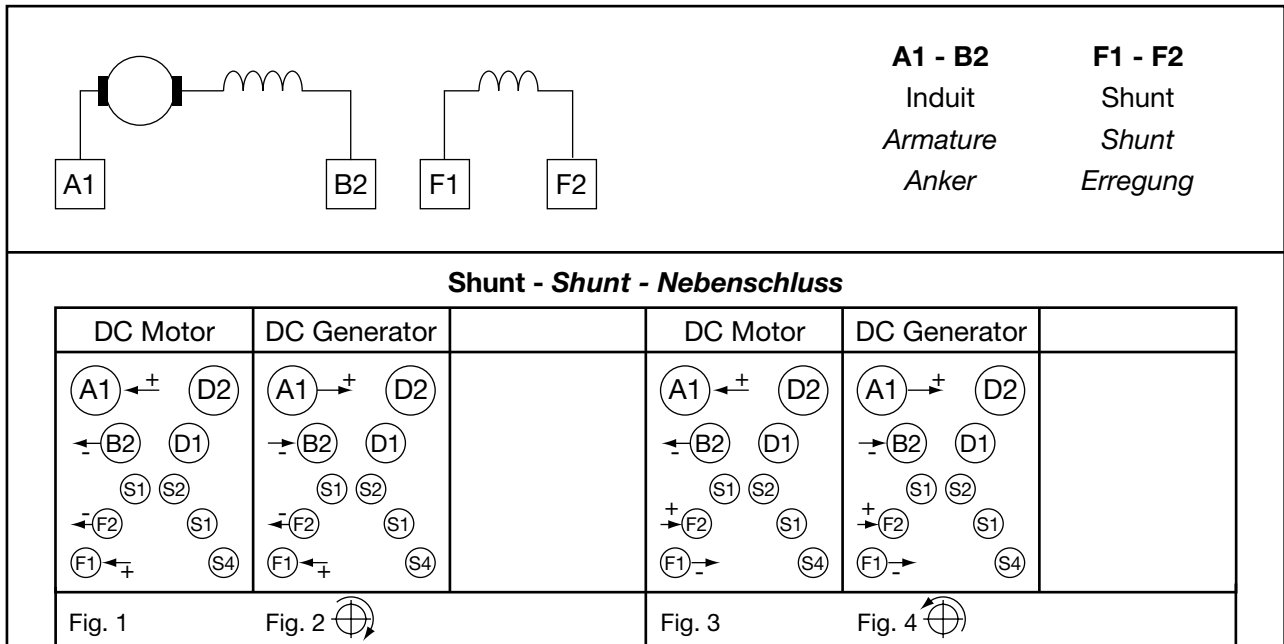 A1 - B2 F1 - F2
Induit Shunt
Armature Shunt
Anker Erregung
A1 B2 F1 F2
Shunt - Shunt - Nebenschluss
DC Motor DC Generator DC Motor DC Generator
A1 + D2 A1 + D2 A1 + D2 A1 + D2
- B2 D1 - B2 D1 - B2 D1 - B2 D1
S1 S2 S1 S2 S1 S2 S1 S2
- F2 S1 - F2 S1 + F2 S1 + F2 S1
F1 + S4 F1 + S4 F1 - S4 F1 - S4
Fig. 1 Fig. 2 Fig. 3 Fig. 4